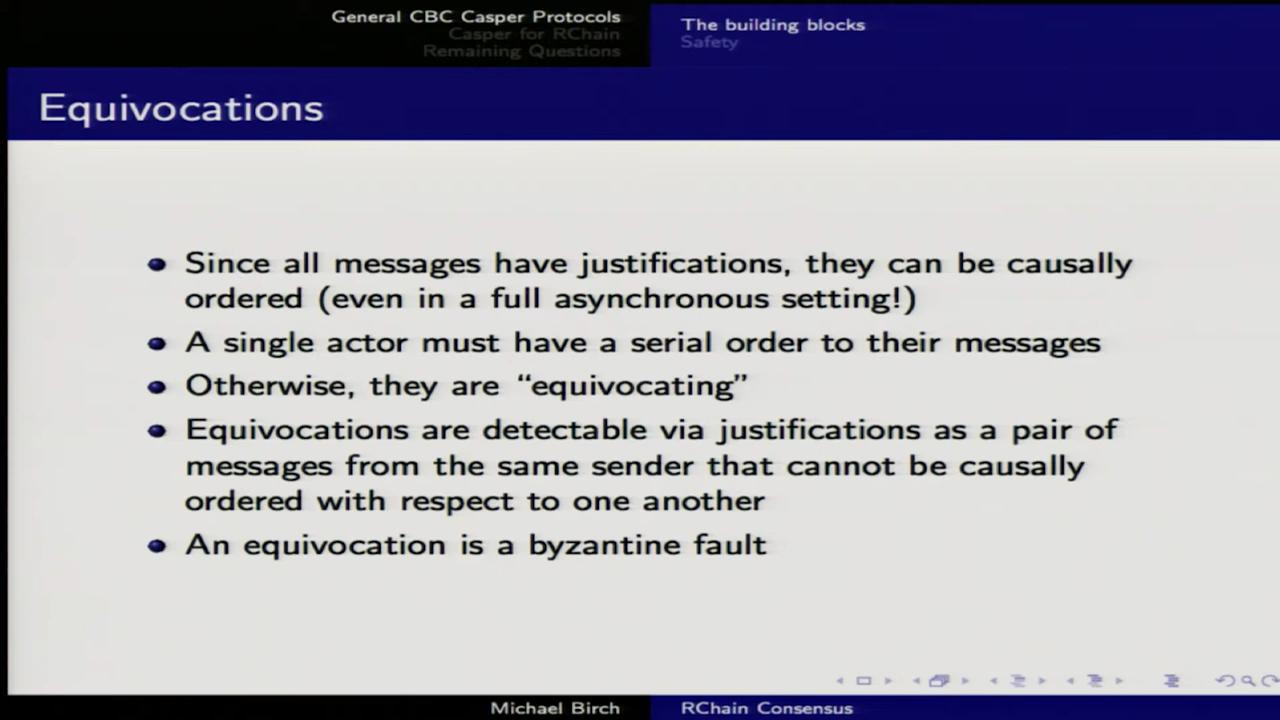 General CBC Casper Protocols
Casper for RChain
Remaining Questions
The building blocks
Safety
Equivocations
Since all messages have justifications, they can be causally
ordered (even in a full asynchronous setting!)
A single actor must have a serial order to their messages
Otherwise, they are “equivocating”
Equivocations are detectable via justifications as a pair of
messages from the same sender that cannot be causally
ordered with respect to one another
An equivocation is a byzantine fault
Michael Birch
RChain Consensus